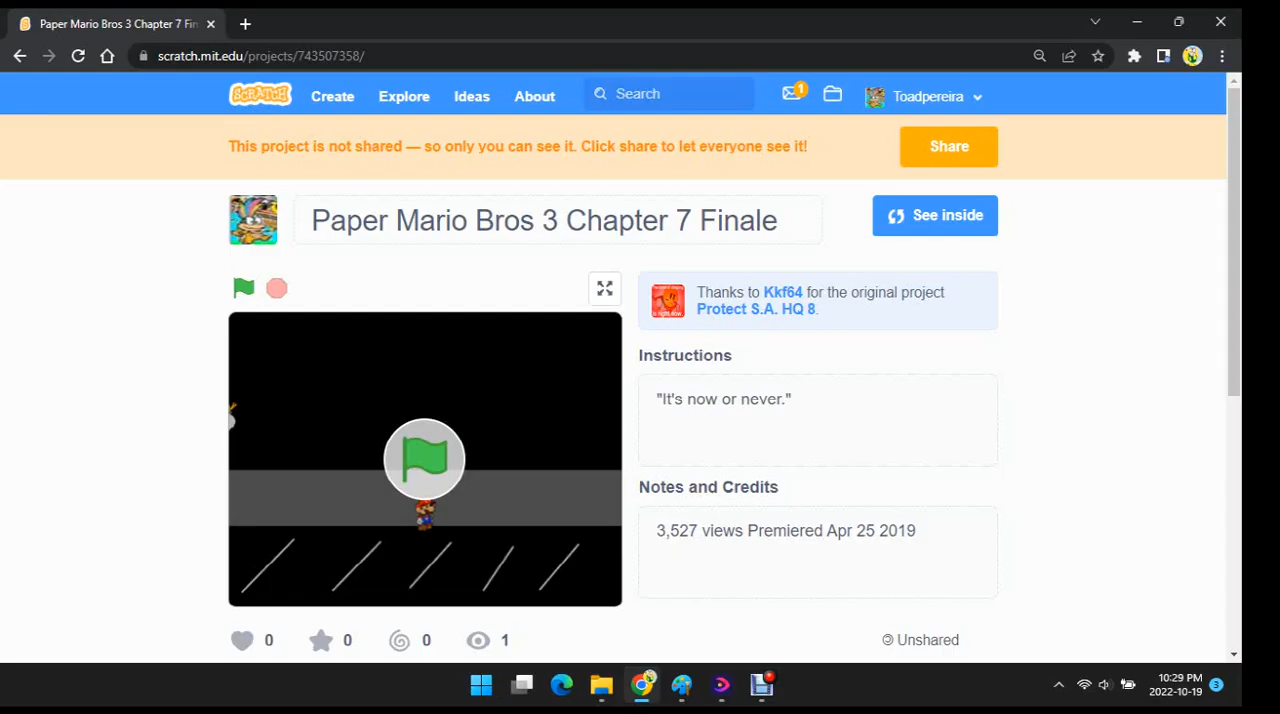 Paper Mario Bros 3 Chapter 7 Fin
scratch.mit.edu/projects/743507358/
SCRATCH Create Explore Ideas About Search 1 Toadpereira
This project is not shared — so only you can see it. Click share to let everyone see it! Share
Paper Mario Bros 3 Chapter 7 Finale See inside
Thanks to Kkf64 for the original project
Protect S.A. HQ 8.
Instructions
"It's now or never."
Notes and Credits
3,527 views Premiered Apr 25 2019
0 0 0 1 Unshared
10:29 PM
2022-10-19 3